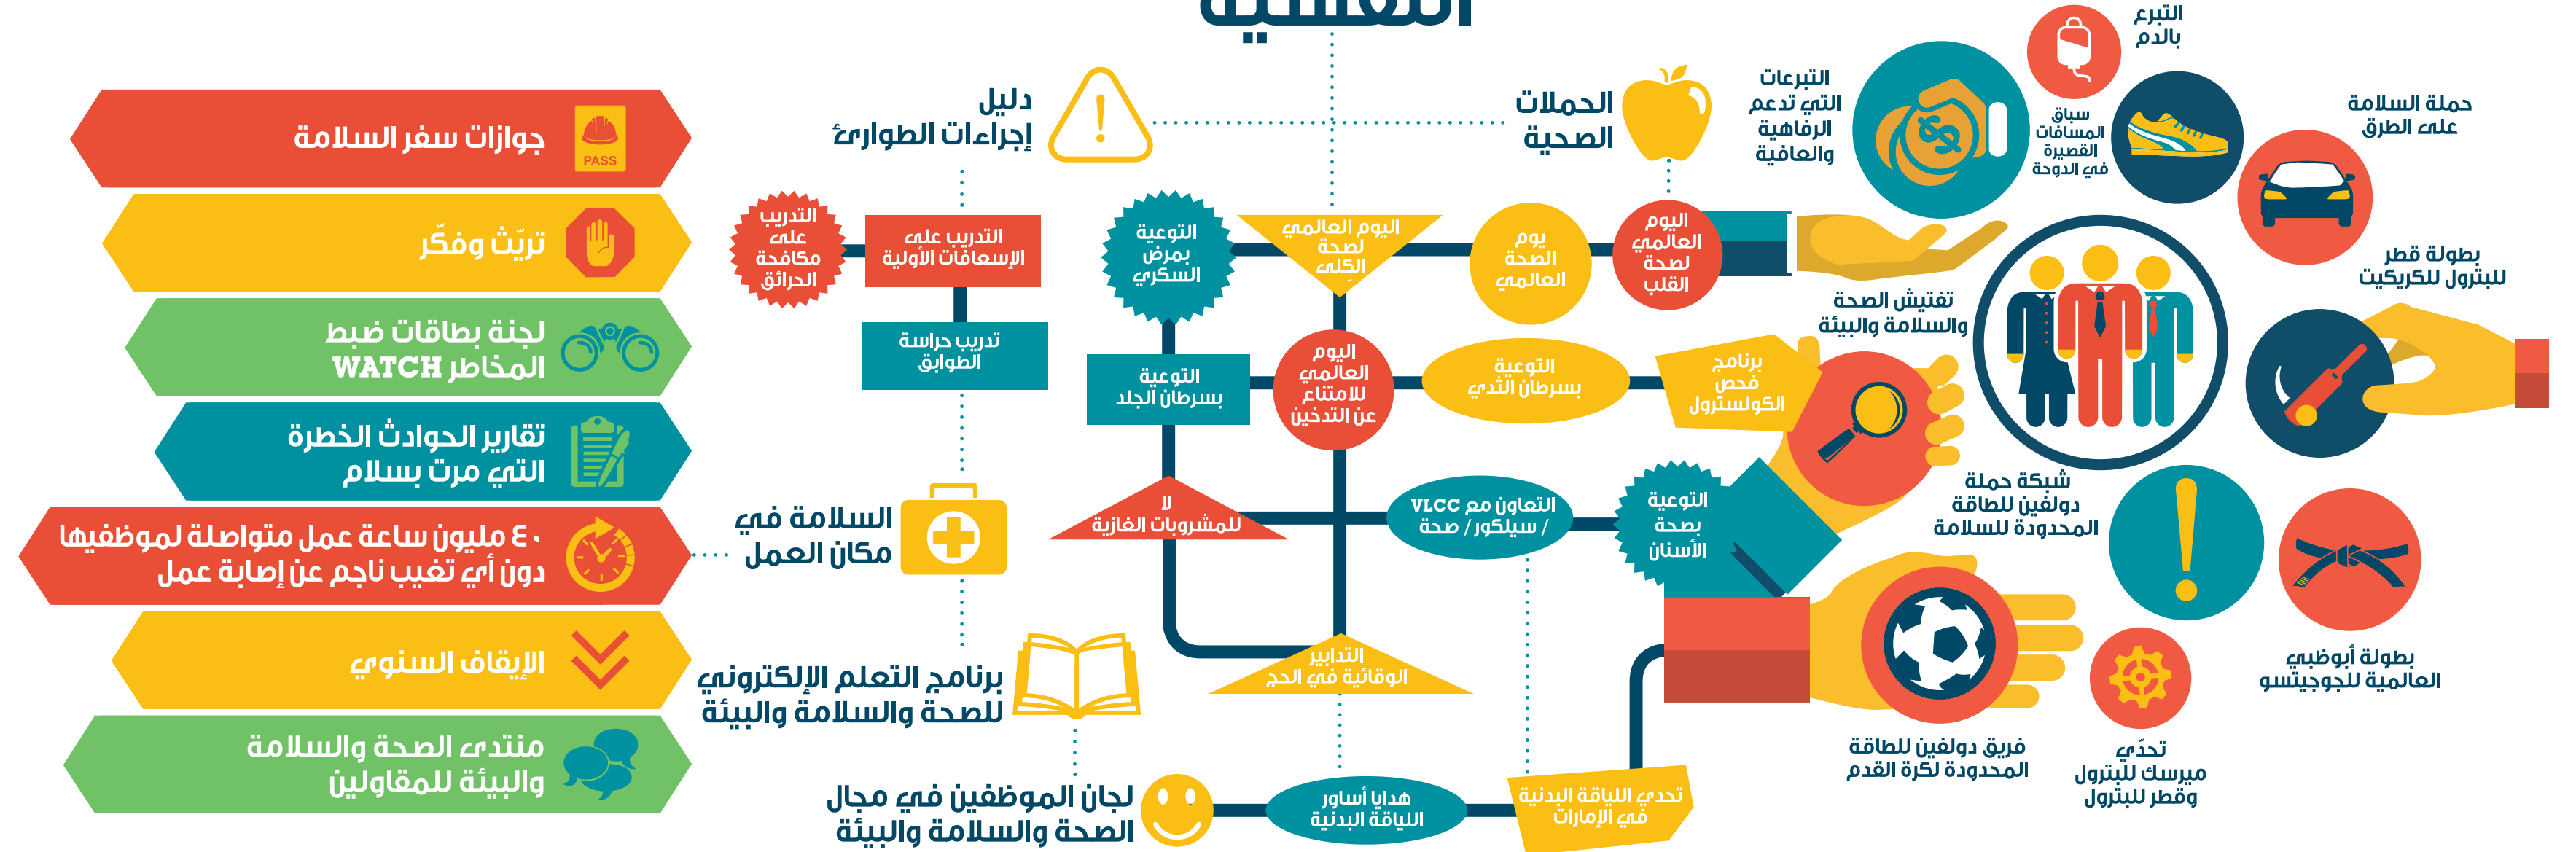 النفسية
التبرع
بالدم
التبرعات
التي تدعم
الرفاهية
والعافية
سباق
المسافات
القصيرة
في الدوحة
حملة السلامة
على الطرق
بطولة قطر
للبترول للكريكيت
تفتيش الصحة
والسلامة والبيئة
شبكة حملة
دولفين للطاقة
المحدودة للسلامة
بطولة أبوظبي
العالمية للجوجيتسو
تحدّي
ميرسك للبترول
وقطر للبترول
فريق دولفين للطاقة
المحدودة لكرة القدم
الحملات
الصحية
اليوم
العالمي
لصحة
القلب
يوم
الصحة
العالمي
اليوم العالمي
لصحة
الكلى
التوعية
بمرض
السكري
برنامج
فحص
الكولسترول
التوعية
بسرطان الثدي
اليوم
العالمي
للامتناع
عن التدخين
التوعية
بسرطان الجلد
التوعية
بصحة
الأسنان
التعاون مع VLCC
/ سيلكور/ صحة
لا
للمشروبات الغازية
التدابير
الوقائية في الحج
تحدي اللياقة البدنية
في الإمارات
هدايا أساور
اللياقة البدنية
دليل
إجراءات الطوارئ
التدريب على
الإسعافات الأولية
التدريب
على
مكافحة
الحرائق
تدريب حراسة
الطوابق
السلامة في
مكان العمل
برنامج التعلم الإلكتروني
للصحة والسلامة والبيئة
لجان الموظفين في مجال
الصحة والسلامة والبيئة
PASS
جوازات سفر السلامة
تريّث وفكّر
لجنة بطاقات ضبط
المخاطر WATCH
تقارير الحوادث الخطرة
التي مرت بسلام
٤٠ مليون ساعة عمل متواصلة لموظفيها
دون أي تغيب ناجم عن إصابة عمل
الإيقاف السنوي
منتدى الصحة والسلامة
والبيئة للمقاولين